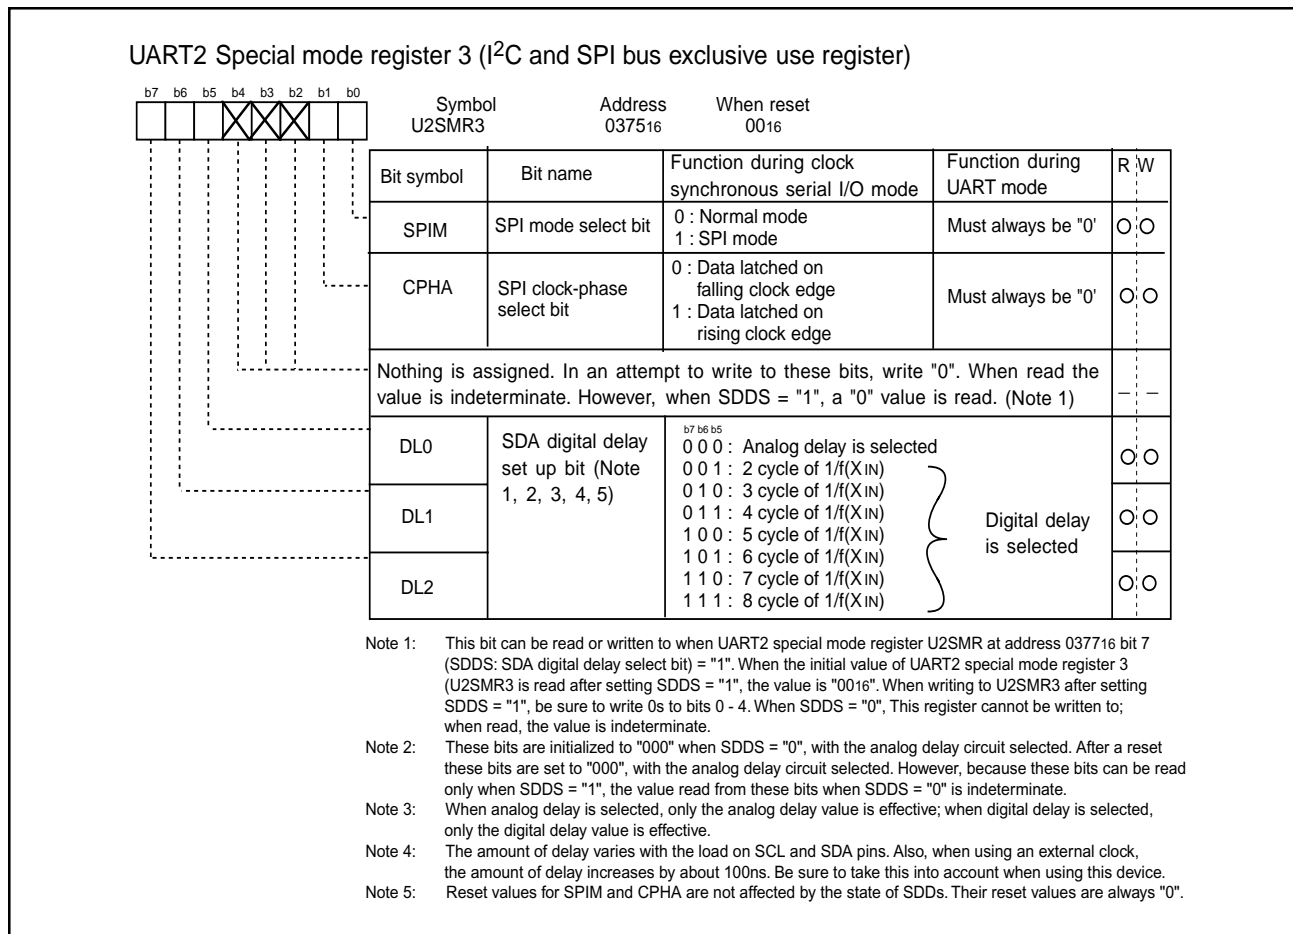 UART2 Special mode register 3 (I2C and SPI bus exclusive use register)
b7 b6 b5 b4 b3 b2 b1 b0
Symbol Address When reset
U2SMR3 037516 0016
Bit symbol Bit name Function during clock synchronous serial I/O mode Function during UART mode R W
SPIM SPI mode select bit 0 : Normal mode Must always be "0'
1 : SPI mode
CPHA SPI clock-phase select bit 0 : Data latched on falling clock edge Must always be "0'
1 : Data latched on rising clock edge
Nothing is assigned. In an attempt to write to these bits, write "0". When read the
value is indeterminate. However, when SDDS = "1", a "0" value is read. (Note 1) – –
DL0
DL1
DL2
SDA digital delay
set up bit (Note
1, 2, 3, 4, 5)
b7 b6 b5
0 0 0 : Analog delay is selected
0 0 1 : 2 cycle of 1/f(XIN)
0 1 0 : 3 cycle of 1/f(XIN)
0 1 1 : 4 cycle of 1/f(XIN)
1 0 0 : 5 cycle of 1/f(XIN)
1 0 1 : 6 cycle of 1/f(XIN)
1 1 0 : 7 cycle of 1/f(XIN)
1 1 1 : 8 cycle of 1/f(XIN)
Digital delay
is selected
Note 1: This bit can be read or written to when UART2 special mode register U2SMR at address 037716 bit 7
(SDDS: SDA digital delay select bit) = "1". When the initial value of UART2 special mode register 3
(U2SMR3 is read after setting SDDS = "1", the value is "0016". When writing to U2SMR3 after setting
SDDS = "1", be sure to write 0s to bits 0 - 4. When SDDS = "0", This register cannot be written to;
when read, the value is indeterminate.
Note 2: These bits are initialized to "000" when SDDS = "0", with the analog delay circuit selected. After a reset
these bits are set to "000", with the analog delay circuit selected. However, because these bits can be read
only when SDDS = "1", the value read from these bits when SDDS = "0" is indeterminate.
Note 3: When analog delay is selected, only the analog delay value is effective; when digital delay is selected,
only the digital delay value is effective.
Note 4: The amount of delay varies with the load on SCL and SDA pins. Also, when using an external clock,
the amount of delay increases by about 100ns. Be sure to take this into account when using this device.
Note 5: Reset values for SPIM and CPHA are not affected by the state of SDDs. Their reset values are always "0".